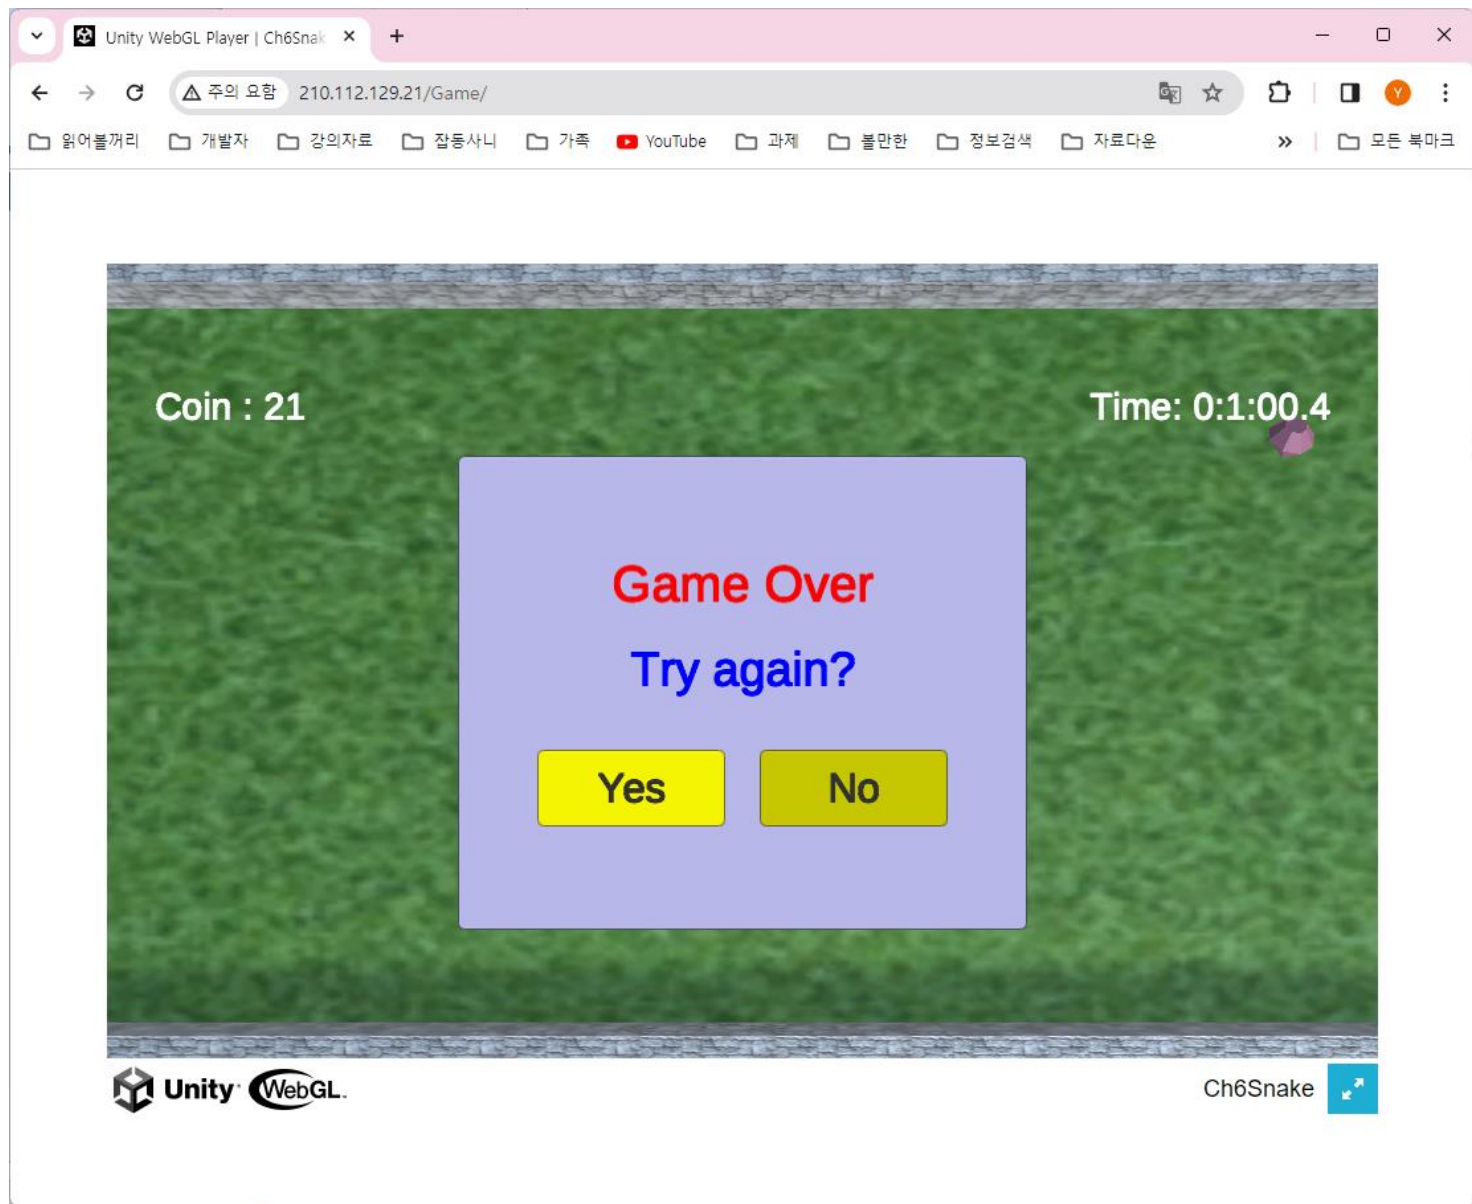 Unity WebGL Player | Ch6Snak
주의 요함 210.112.129.21/Game/
Y
읽어볼꺼리 개발자 강의자료 잡동사니 가족 YouTube 과제 볼만한 정보검색 자료다운 » 모든 북마크
Coin : 21 Time: 0:1:00.4
Game Over
Try again?
Yes No
Unity WebGL Ch6Snake